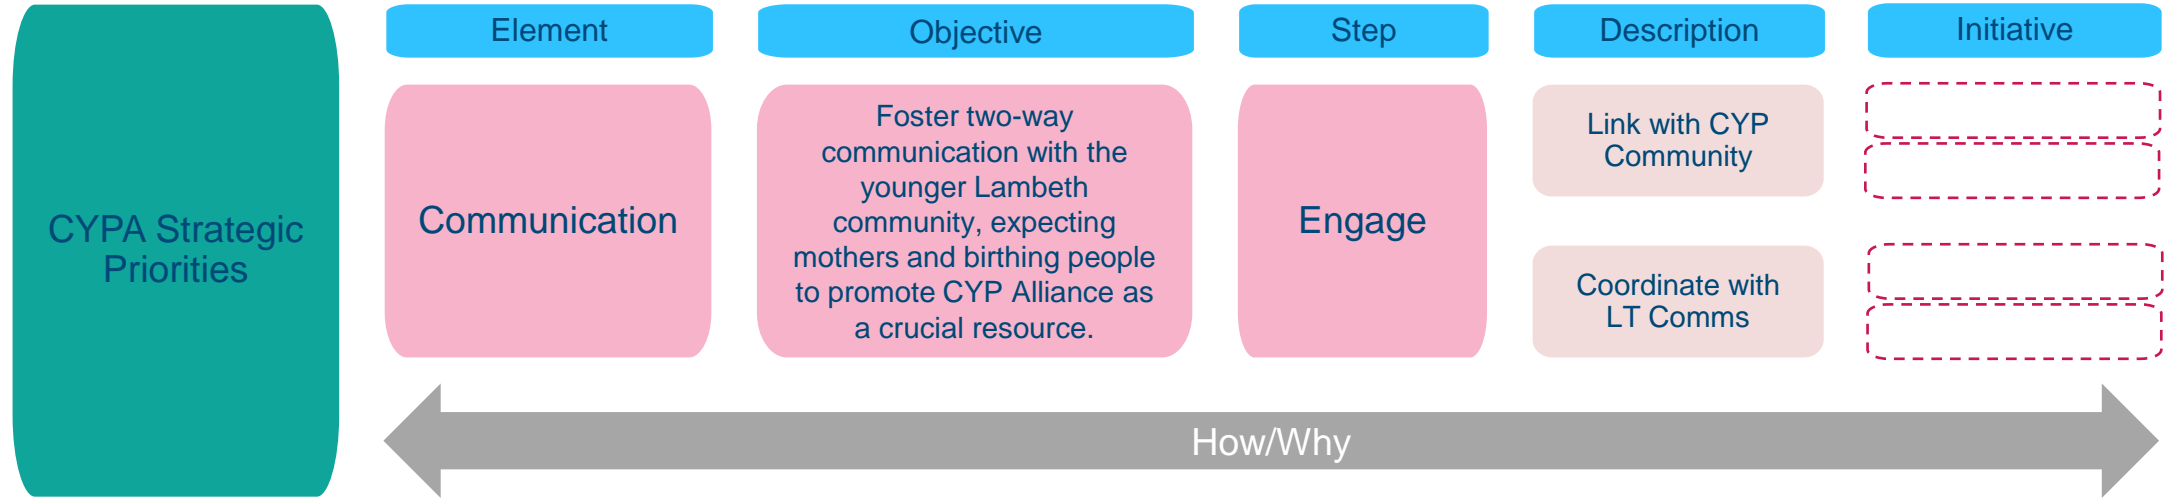 CYPA Strategic
Priorities
Element
Objective
Step
Description
Initiative
Communication
Foster two-way
communication with the
younger Lambeth
community, expecting
mothers and birthing people
to promote CYP Alliance as
a crucial resource.
Engage
Link with CYP
Community
Coordinate with
LT Comms
How/Why